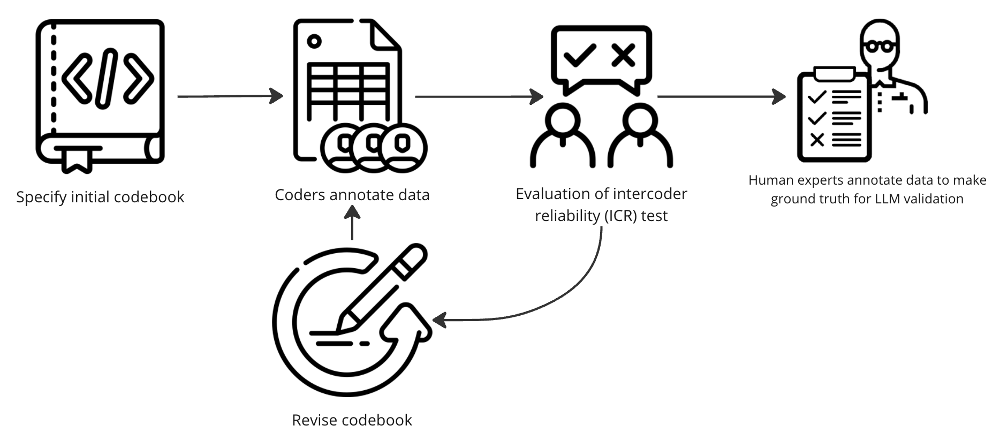 Specify initial codebook
Coders annotate data
Evaluation of intercoder
reliability (ICR) test
Human experts annotate data to make
ground truth for LLM validation
Revise codebook